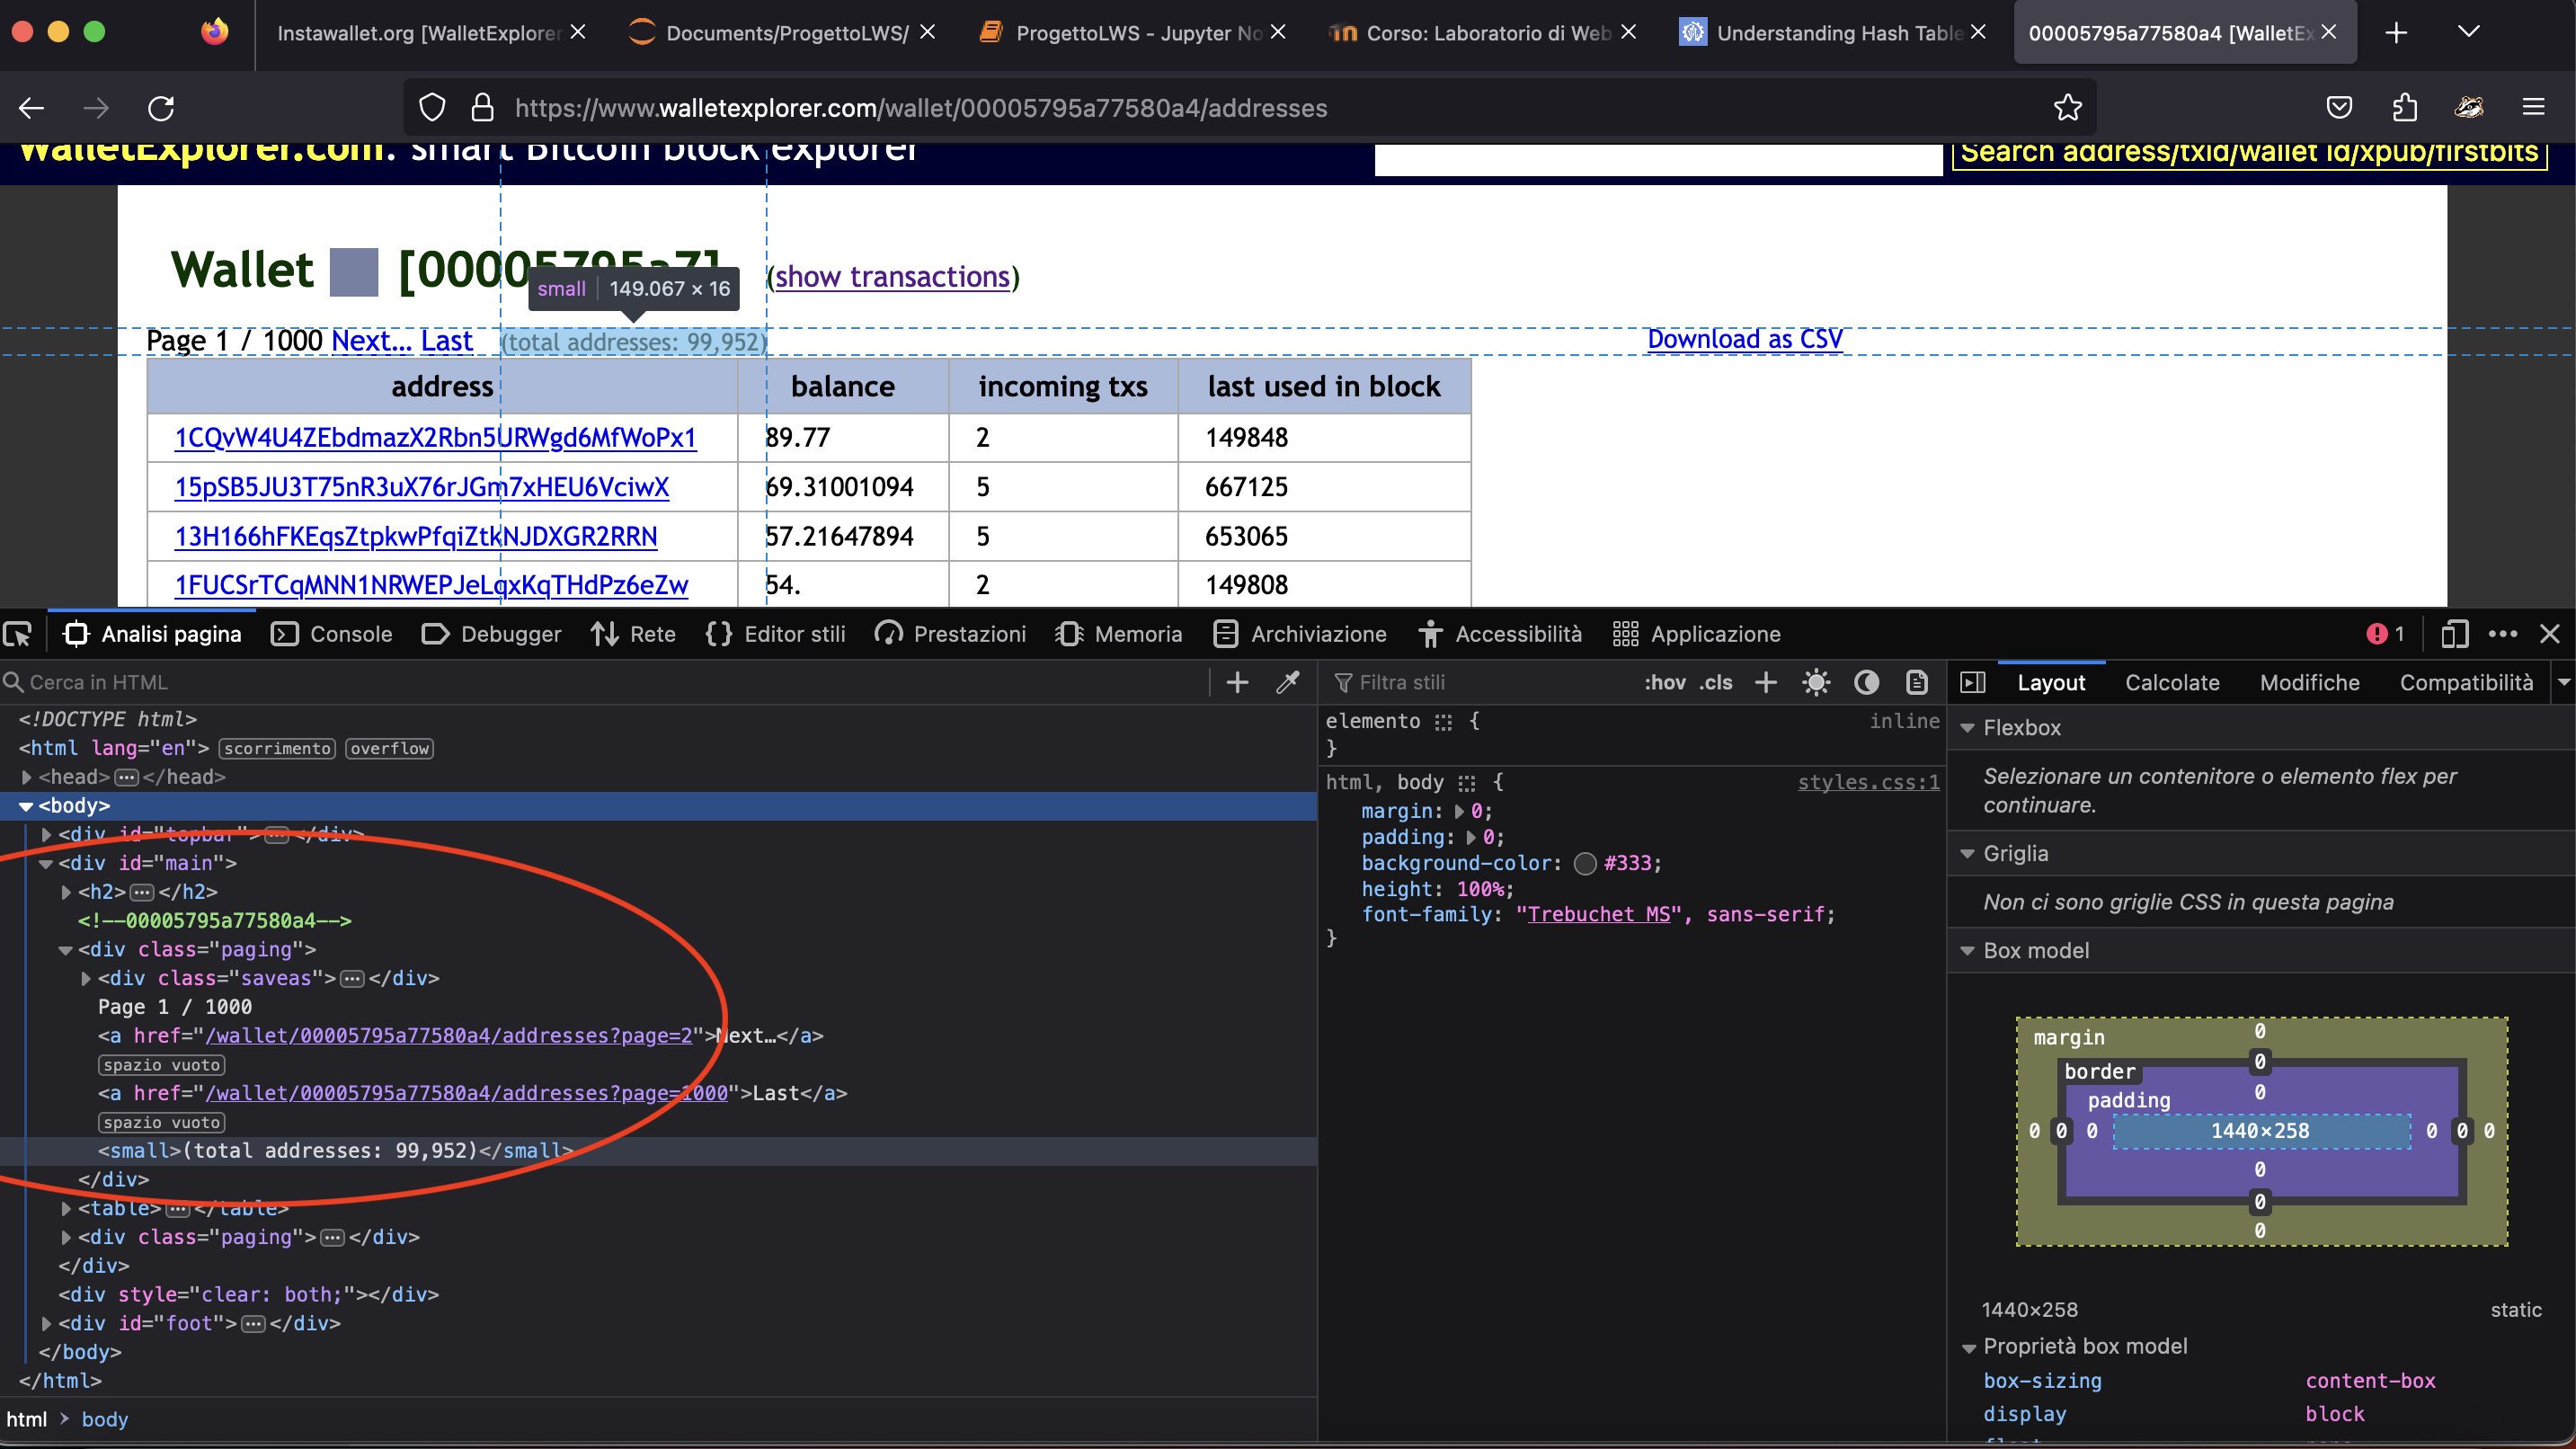 Instawallet.org [WalletExplorer
Documents/ProgettoLWS/
ProgettoLWS - Jupyter No
Corso: Laboratorio di Web
Understanding Hash Table
00005795a77580a4 [WalletEx
https://www.walletexplorer.com/wallet/00005795a77580a4/addresses
WalletExplorer.com: smart Bitcoin block explorer
Search address/txid/wallet id/xpub/firstbits
Wallet [00005795a7] (show transactions)
small 149.067 × 16
Page 1 / 1000 Next… Last (total addresses: 99,952) Download as CSV
address balance incoming txs last used in block
1CQvW4U4ZEbdmazX2Rbn5URWgd6MfWoPx1 89.77 2 149848
15pSB5JU3T75nR3uX76rJGm7xHEU6VciwX 69.31001094 5 667125
13H166hFKEqsZtpkwPfqiZtkNJDXGR2RRN 57.21647894 5 653065
1FUCSrTCqMNN1NRWEPJeLqxKqTHdPz6eZw 54. 2 149808
Analisi pagina Console Debugger Rete Editor stili Prestazioni Memoria Archiviazione Accessibilità Applicazione 1
Cerca in HTML
<!DOCTYPE html>
<html lang="en"> scorrimento overflow
<head> ⋯ </head>
<body>
<div id="topbar"> ⋯ </div>
<div id="main">
<h2> ⋯ </h2>
<!--00005795a77580a4-->
<div class="paging">
<div class="saveas"> ⋯ </div>
Page 1 / 1000
<a href="/wallet/00005795a77580a4/addresses?page=2">Next…</a>
spazio vuoto
<a href="/wallet/00005795a77580a4/addresses?page=1000">Last</a>
spazio vuoto
<small>(total addresses: 99,952)</small>
</div>
<table> ⋯ </table>
<div class="paging"> ⋯ </div>
</div>
<div style="clear: both;"></div>
<div id="foot"> ⋯ </div>
</body>
</html>
html > body
Filtra stili :hov .cls
elemento { inline
}
html, body { styles.css:1
margin: 0;
padding: 0;
background-color: #333;
height: 100%;
font-family: "Trebuchet MS", sans-serif;
}
Layout Calcolate Modifiche Compatibilità
Flexbox
Selezionare un contenitore o elemento flex per
continuare.
Griglia
Non ci sono griglie CSS in questa pagina
Box model
margin 0
border 0
padding 0
0 0 0 1440×258 0 0 0
0
0
0
1440×258 static
Proprietà box model
box-sizing content-box
display block